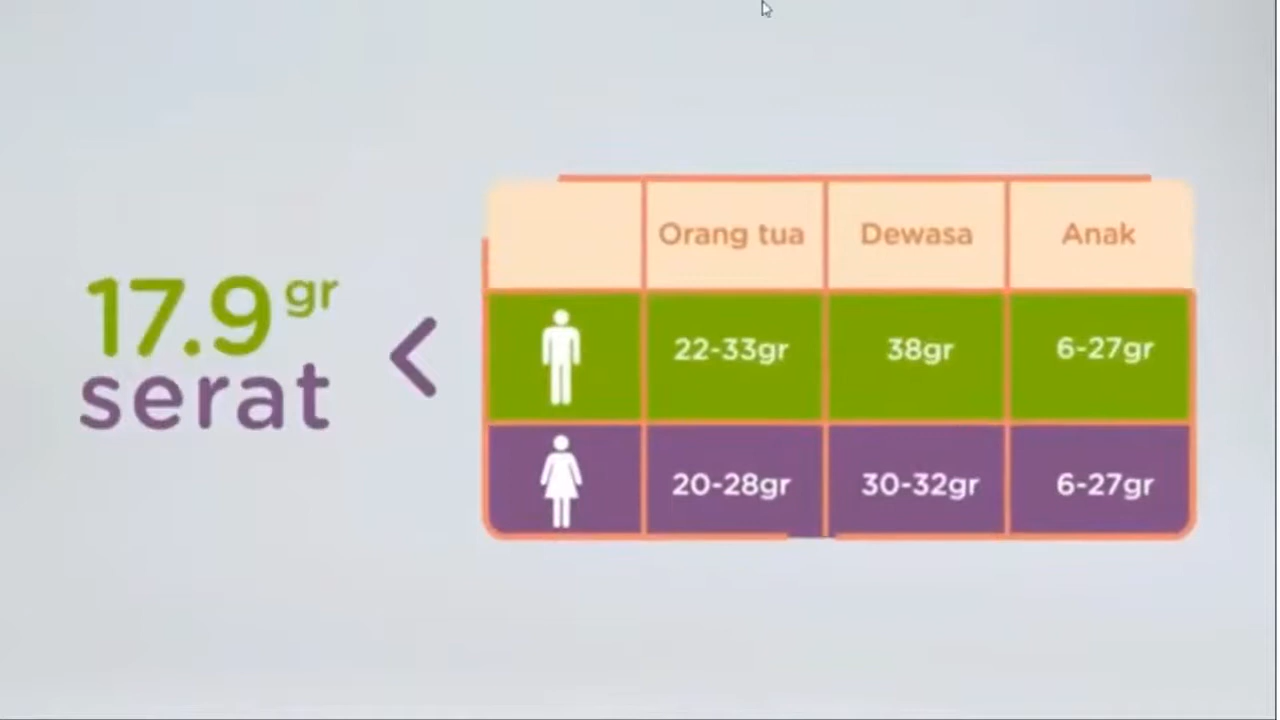 17.9 gr
serat
<
Orang tua Dewasa Anak
22-33gr 38gr 6-27gr
20-28gr 30-32gr 6-27gr